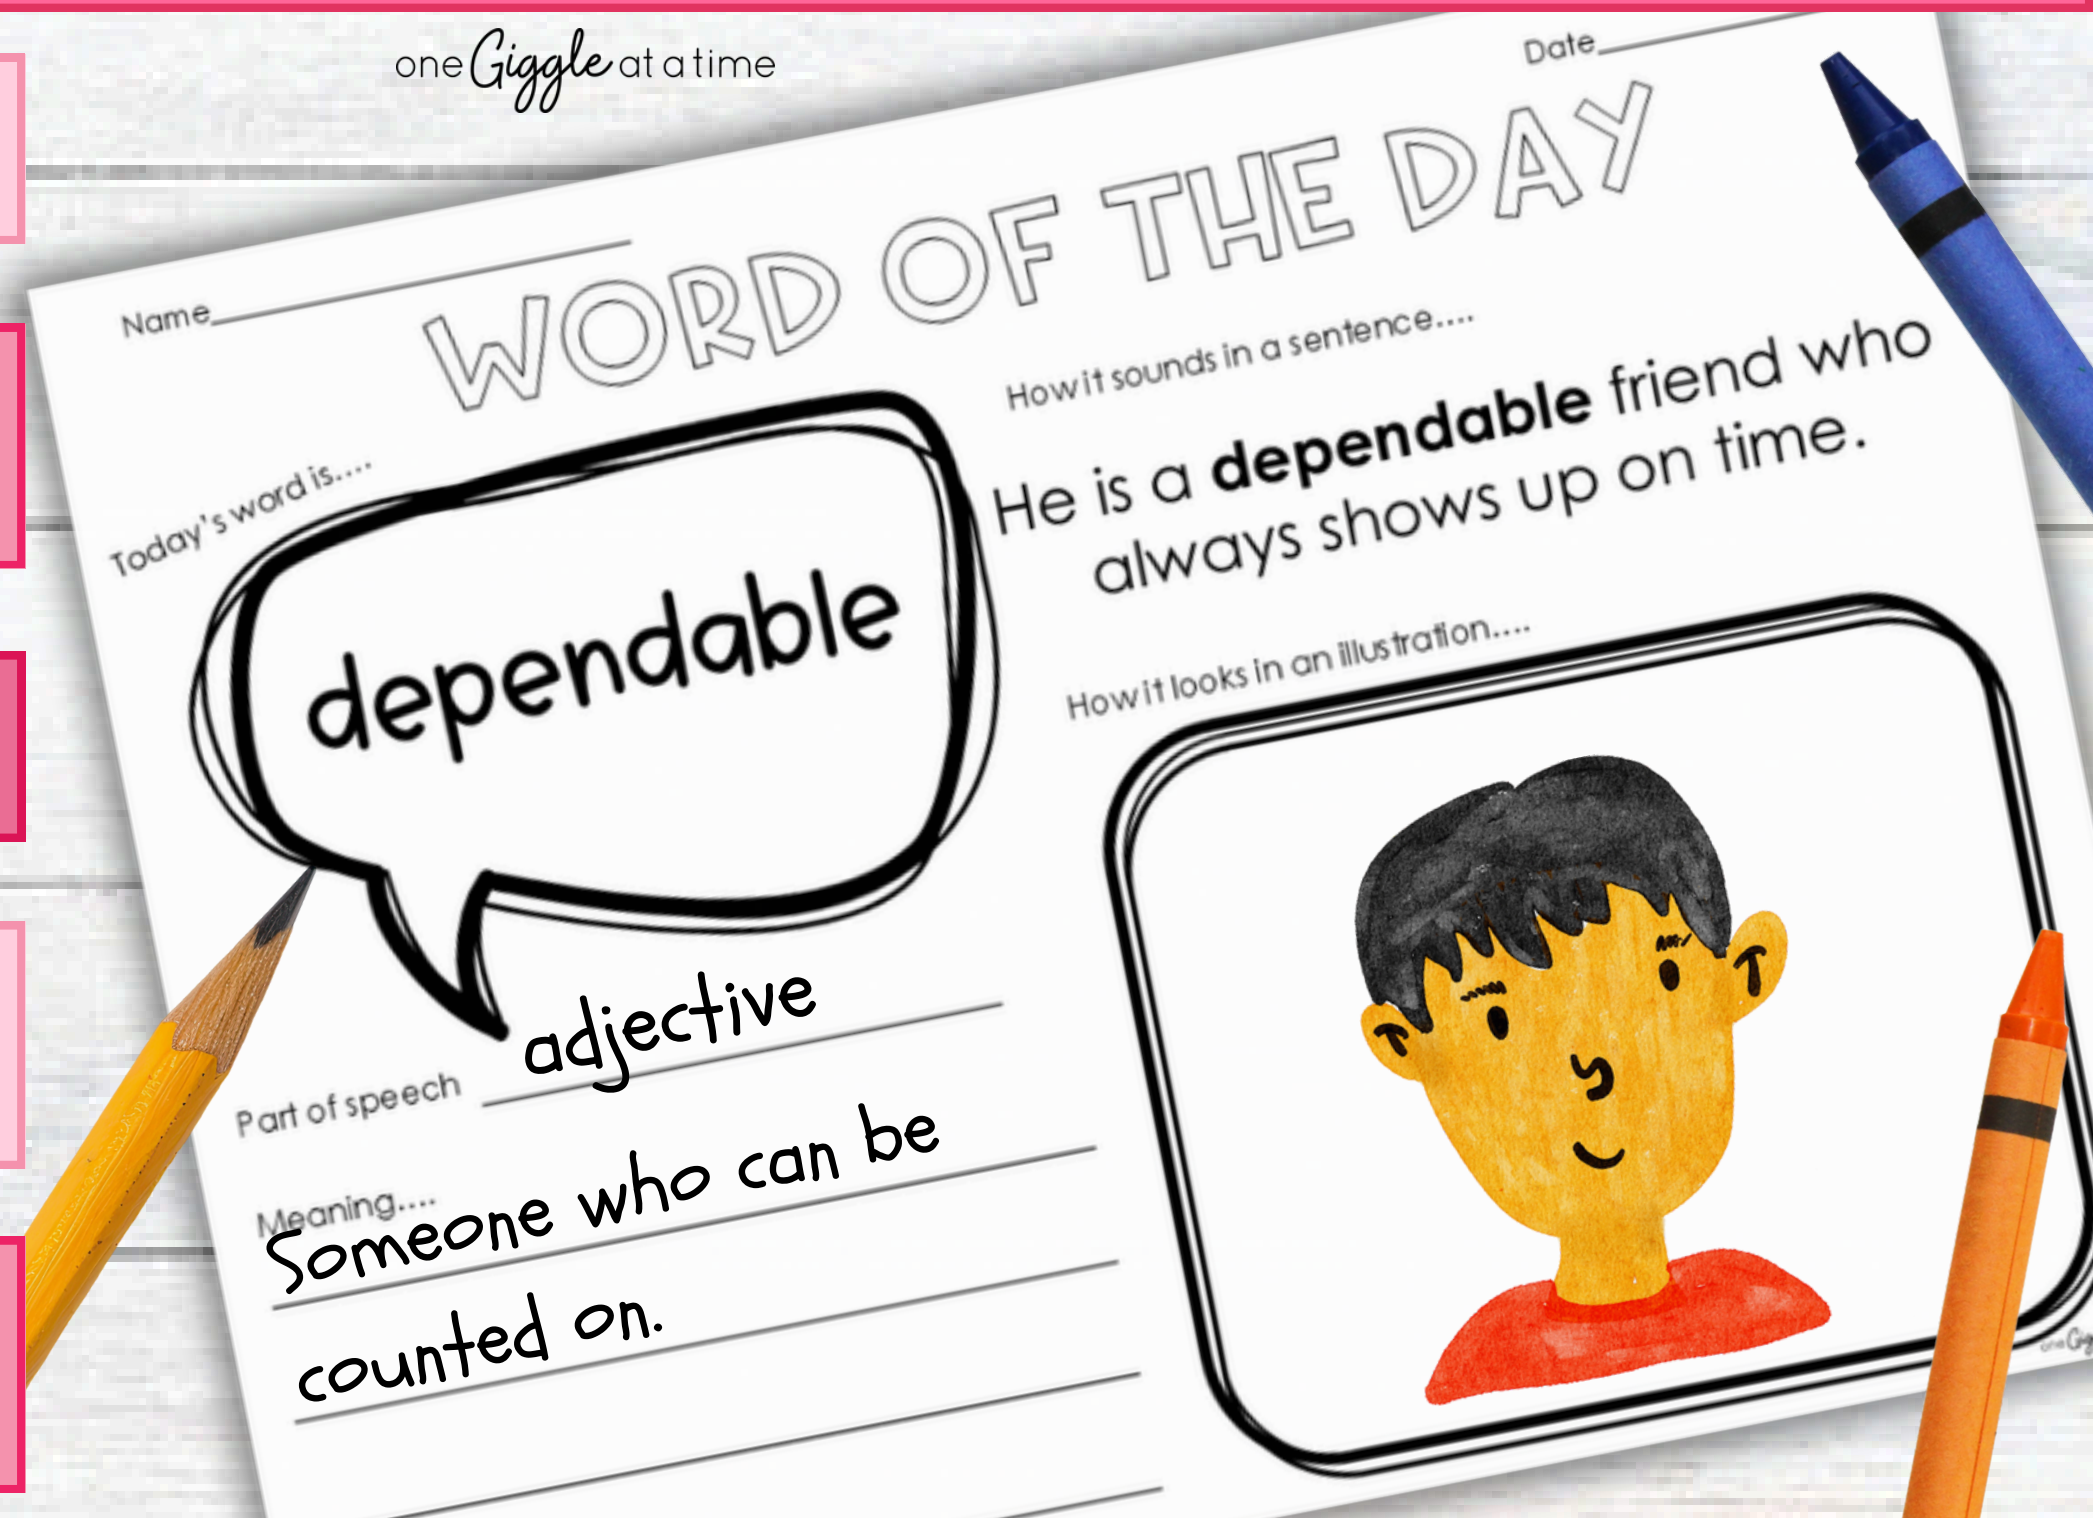 one Giggle at a time
Date
Name
WORD OF THE DAY
Today's word is....
dependable
How it sounds in a sentence....
He is a dependable friend who
always shows up on time.
How it looks in an illustration....
Part of speech adjective
Meaning....
Someone who can be
counted on.